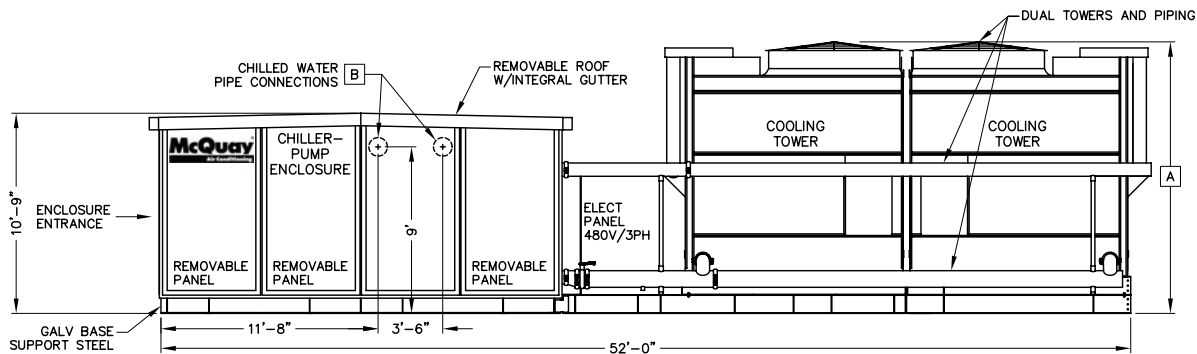 DUAL TOWERS AND PIPING
CHILLED WATER
PIPE CONNECTIONS
B
REMOVABLE ROOF
W/INTEGRAL GUTTER
McQuay
Air Conditioning
CHILLER-
PUMP
ENCLOSURE
COOLING
TOWER
COOLING
TOWER
A
10'-9"
ENCLOSURE
ENTRANCE
9'
ELECT
PANEL
480V/3PH
REMOVABLE
PANEL
REMOVABLE
PANEL
REMOVABLE
PANEL
GALV BASE
SUPPORT STEEL
11'-8"
3'-6"
52'-0"